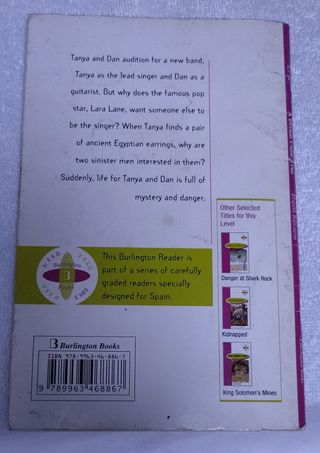 Tanya and Dan audition for a new band,
Tanya as the lead singer and Dan as a
guitarist. But why does the famous pop
star, Lara Lane, want someone else to
be the singer? When Tanya finds a pair
of ancient Egyptian earrings, why are
two sinister men interested in them?
Suddenly, life for Tanya and Dan is full of
mystery and danger.
Other Selected
Titles for this
Level
Danger at Shark Rock
Kidnapped
King Solomon's Mines
Burlington
3
Books
This Burlington Reader is
part of a series of carefully
graded readers specially
designed for Spain.
B Burlington Books
ISBN 978-9963-46-886-7
9 789963 468867